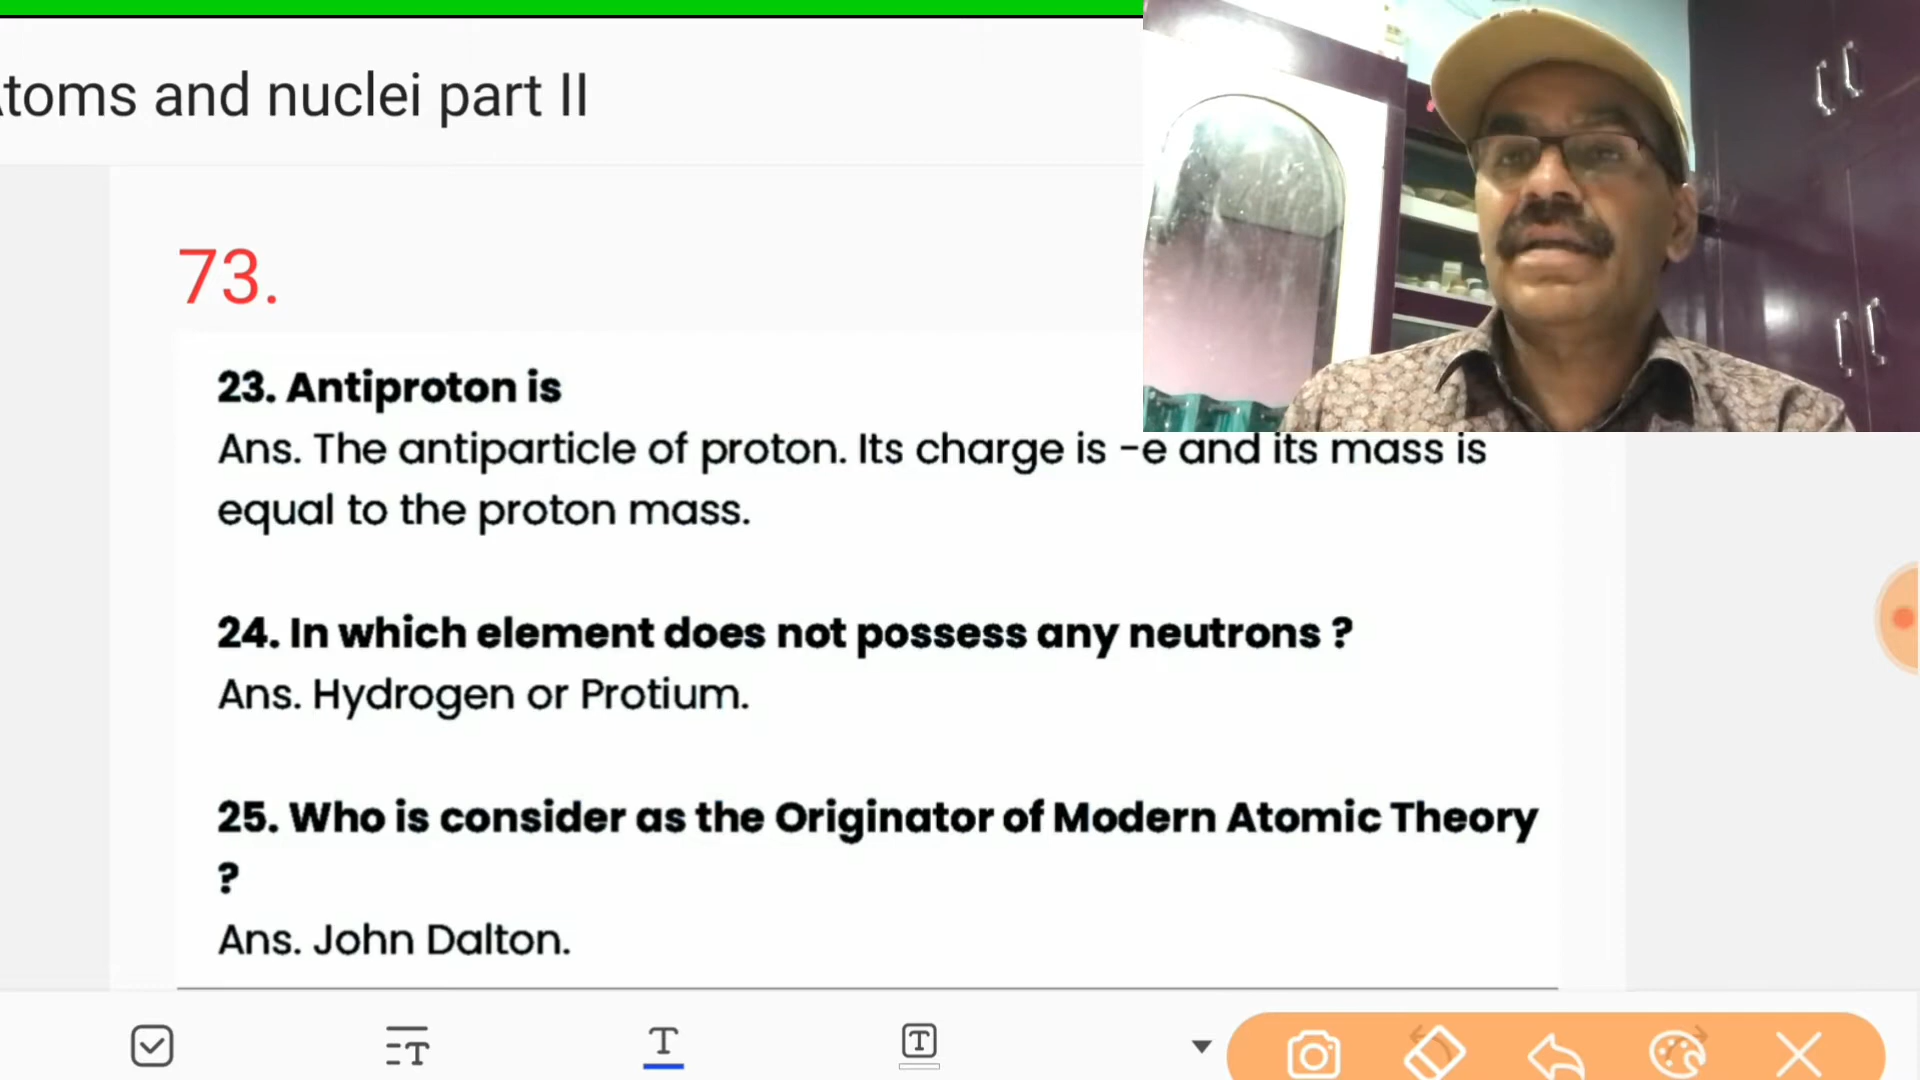 toms and nuclei part II
73.
23. Antiproton is
Ans. The antiparticle of proton. Its charge is -e and its mass is
equal to the proton mass.
24. In which element does not possess any neutrons ?
Ans. Hydrogen or Protium.
25. Who is consider as the Originator of Modern Atomic Theory
?
Ans. John Dalton.